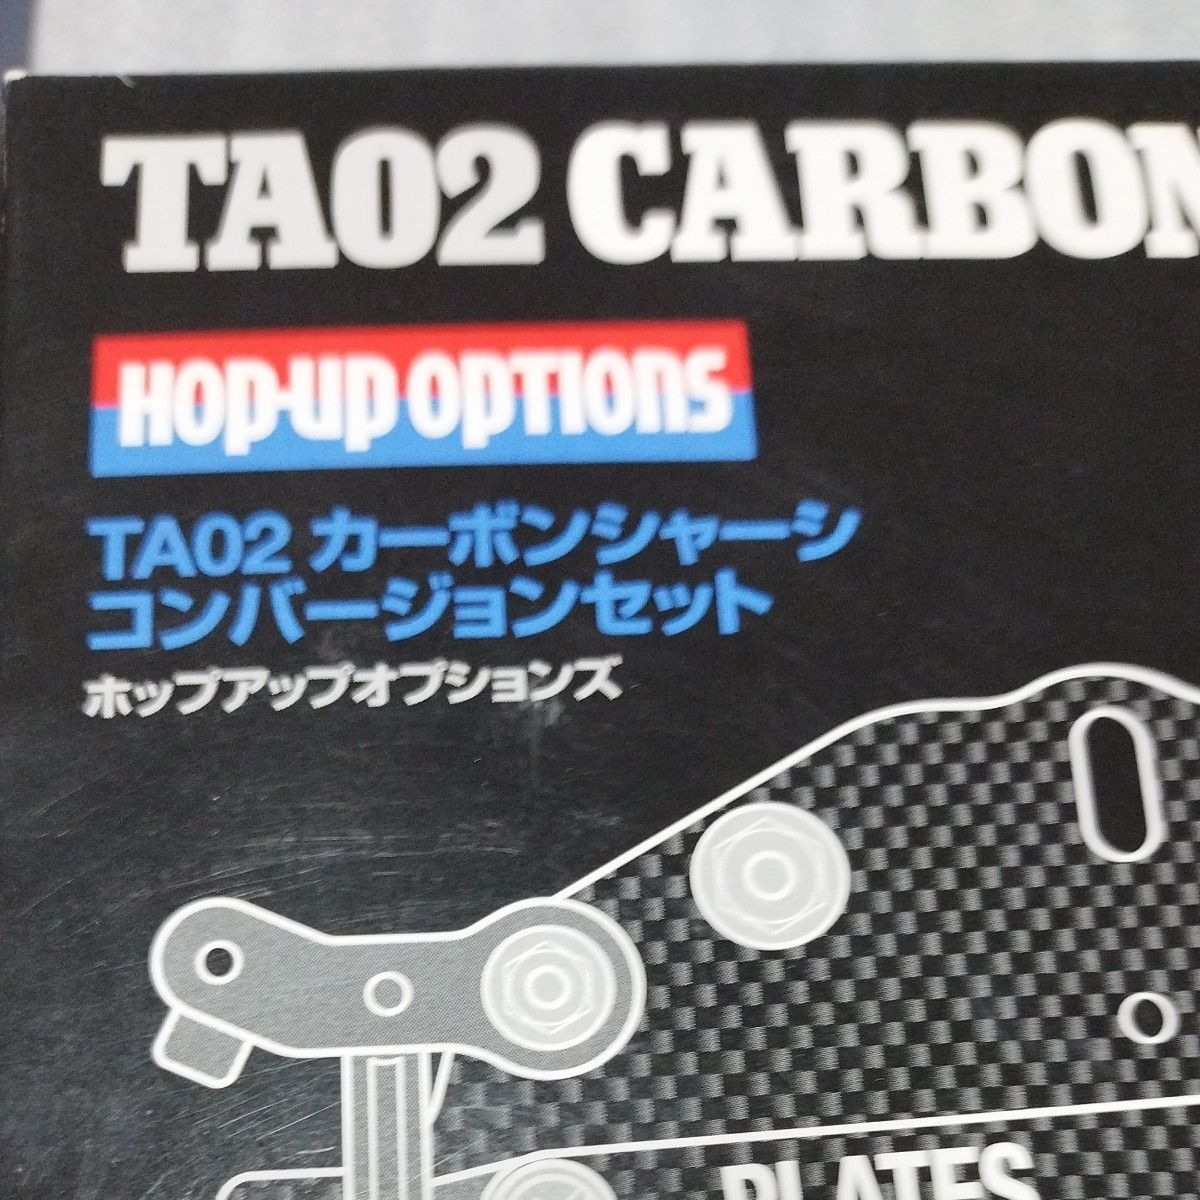 TA02 CARBON
HOP-UP OPTIONS
TA02 カーボンシャーシ
コンバージョンセット
ホップアップオプションズ
PLATES